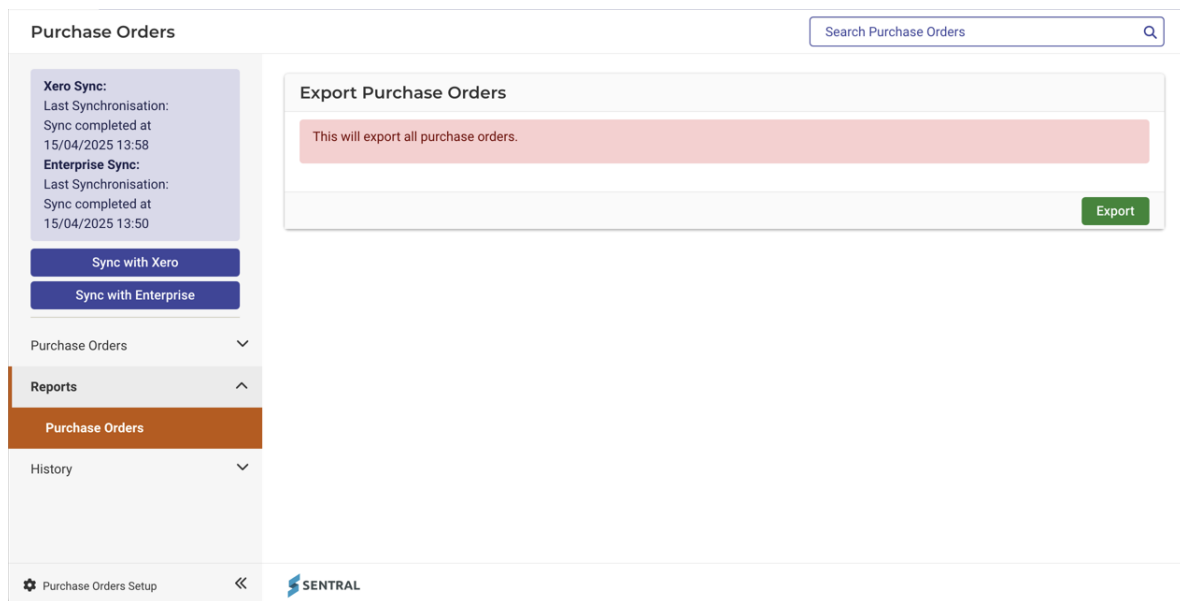 Purchase Orders
Search Purchase Orders
Xero Sync:
Last Synchronisation:
Sync completed at
15/04/2025 13:58
Enterprise Sync:
Last Synchronisation:
Sync completed at
15/04/2025 13:50
Sync with Xero
Sync with Enterprise
Purchase Orders
Reports
Purchase Orders
History
Purchase Orders Setup
Export Purchase Orders
This will export all purchase orders.
Export
SENTRAL